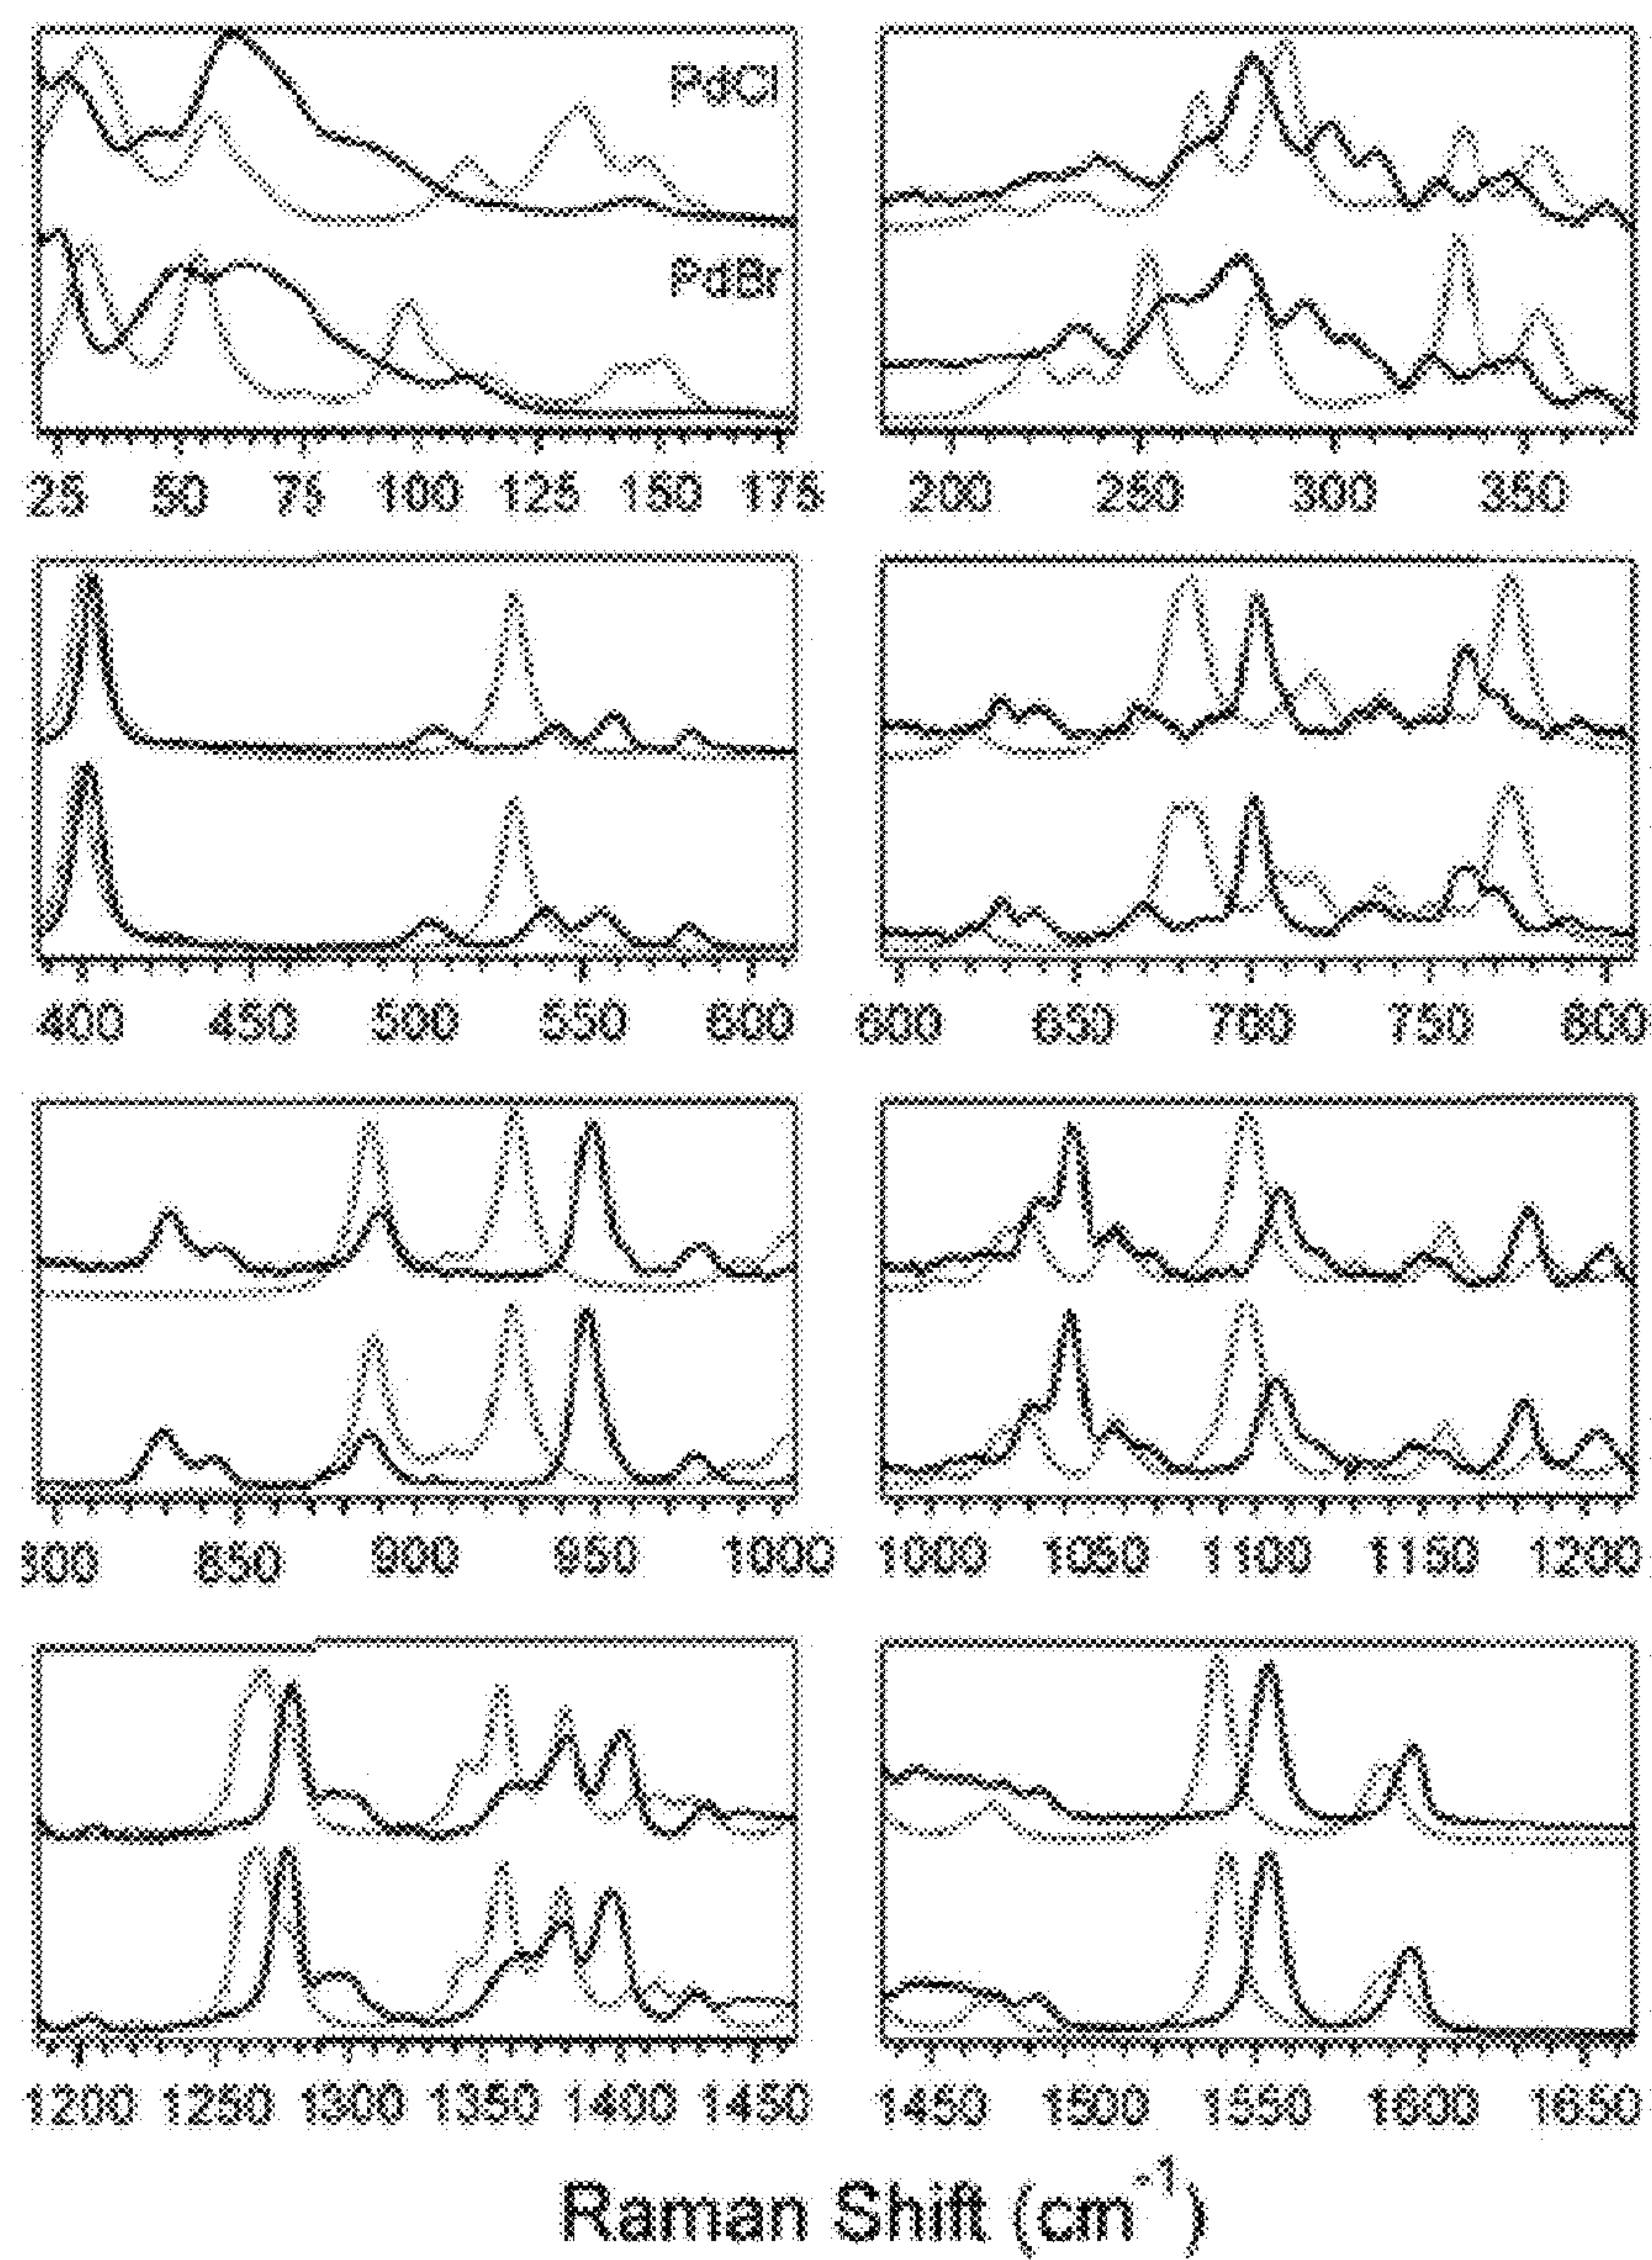 PdCl
PdBr
25 50 75 100 125 150 175
200 250 300 350
400 450 500 550 600
600 650 700 750 800
800 850 900 950 1000
1000 1050 1100 1150 1200
1200 1250 1300 1350 1400 1450
1450 1500 1550 1600 1650
Raman Shift (cm⁻¹)